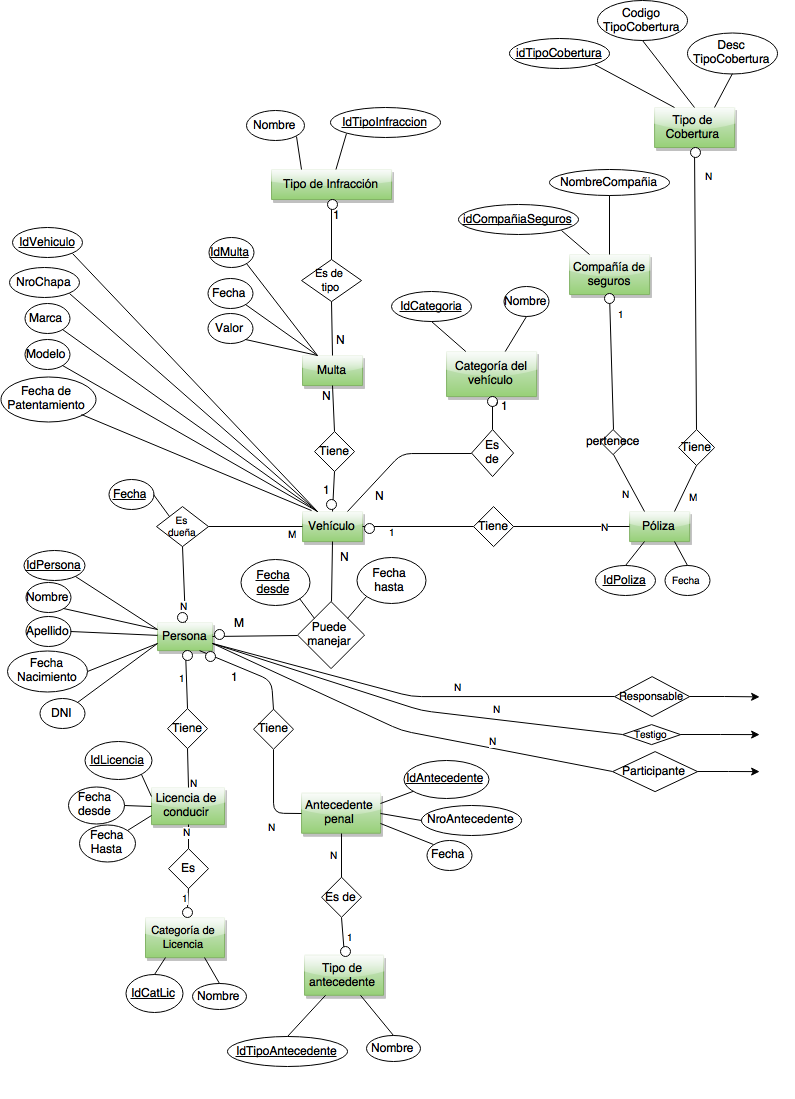 Codigo
TipoCobertura
idTipoCobertura
Desc
TipoCobertura
Tipo de
Cobertura
N
Nombre
IdTipoInfraccion
Tipo de Infracción
1
NombreCompañia
idCompañiaSeguros
Compañía de
seguros
1
IdVehiculo
NroChapa
Marca
Modelo
Fecha de
Patentamiento
IdMulta
Fecha
Valor
Es de
tipo
N
Multa
N
IdCategoria
Nombre
Categoría del
vehículo
1
Tiene
1
Es
de
N
pertenece
N
Tiene
M
Fecha
Es
dueña
M
Vehículo
1
Tiene
N
Póliza
N
IdPoliza
Fecha
N
Fecha
desde
Fecha
hasta
Puede
manejar
M
IdPersona
Nombre
Apellido
Fecha
Nacimiento
DNI
Persona
1
1
N
Responsable
N
Testigo
N
Participante
Tiene
Tiene
IdLicencia
Fecha
desde
Fecha
Hasta
N
Licencia de
conducir
N
Es
1
Categoría de
Licencia
IdCatLic
Nombre
N
Antecedente
penal
IdAntecedente
NroAntecedente
Fecha
N
Es de
1
Tipo de
antecedente
IdTipoAntecedente
Nombre